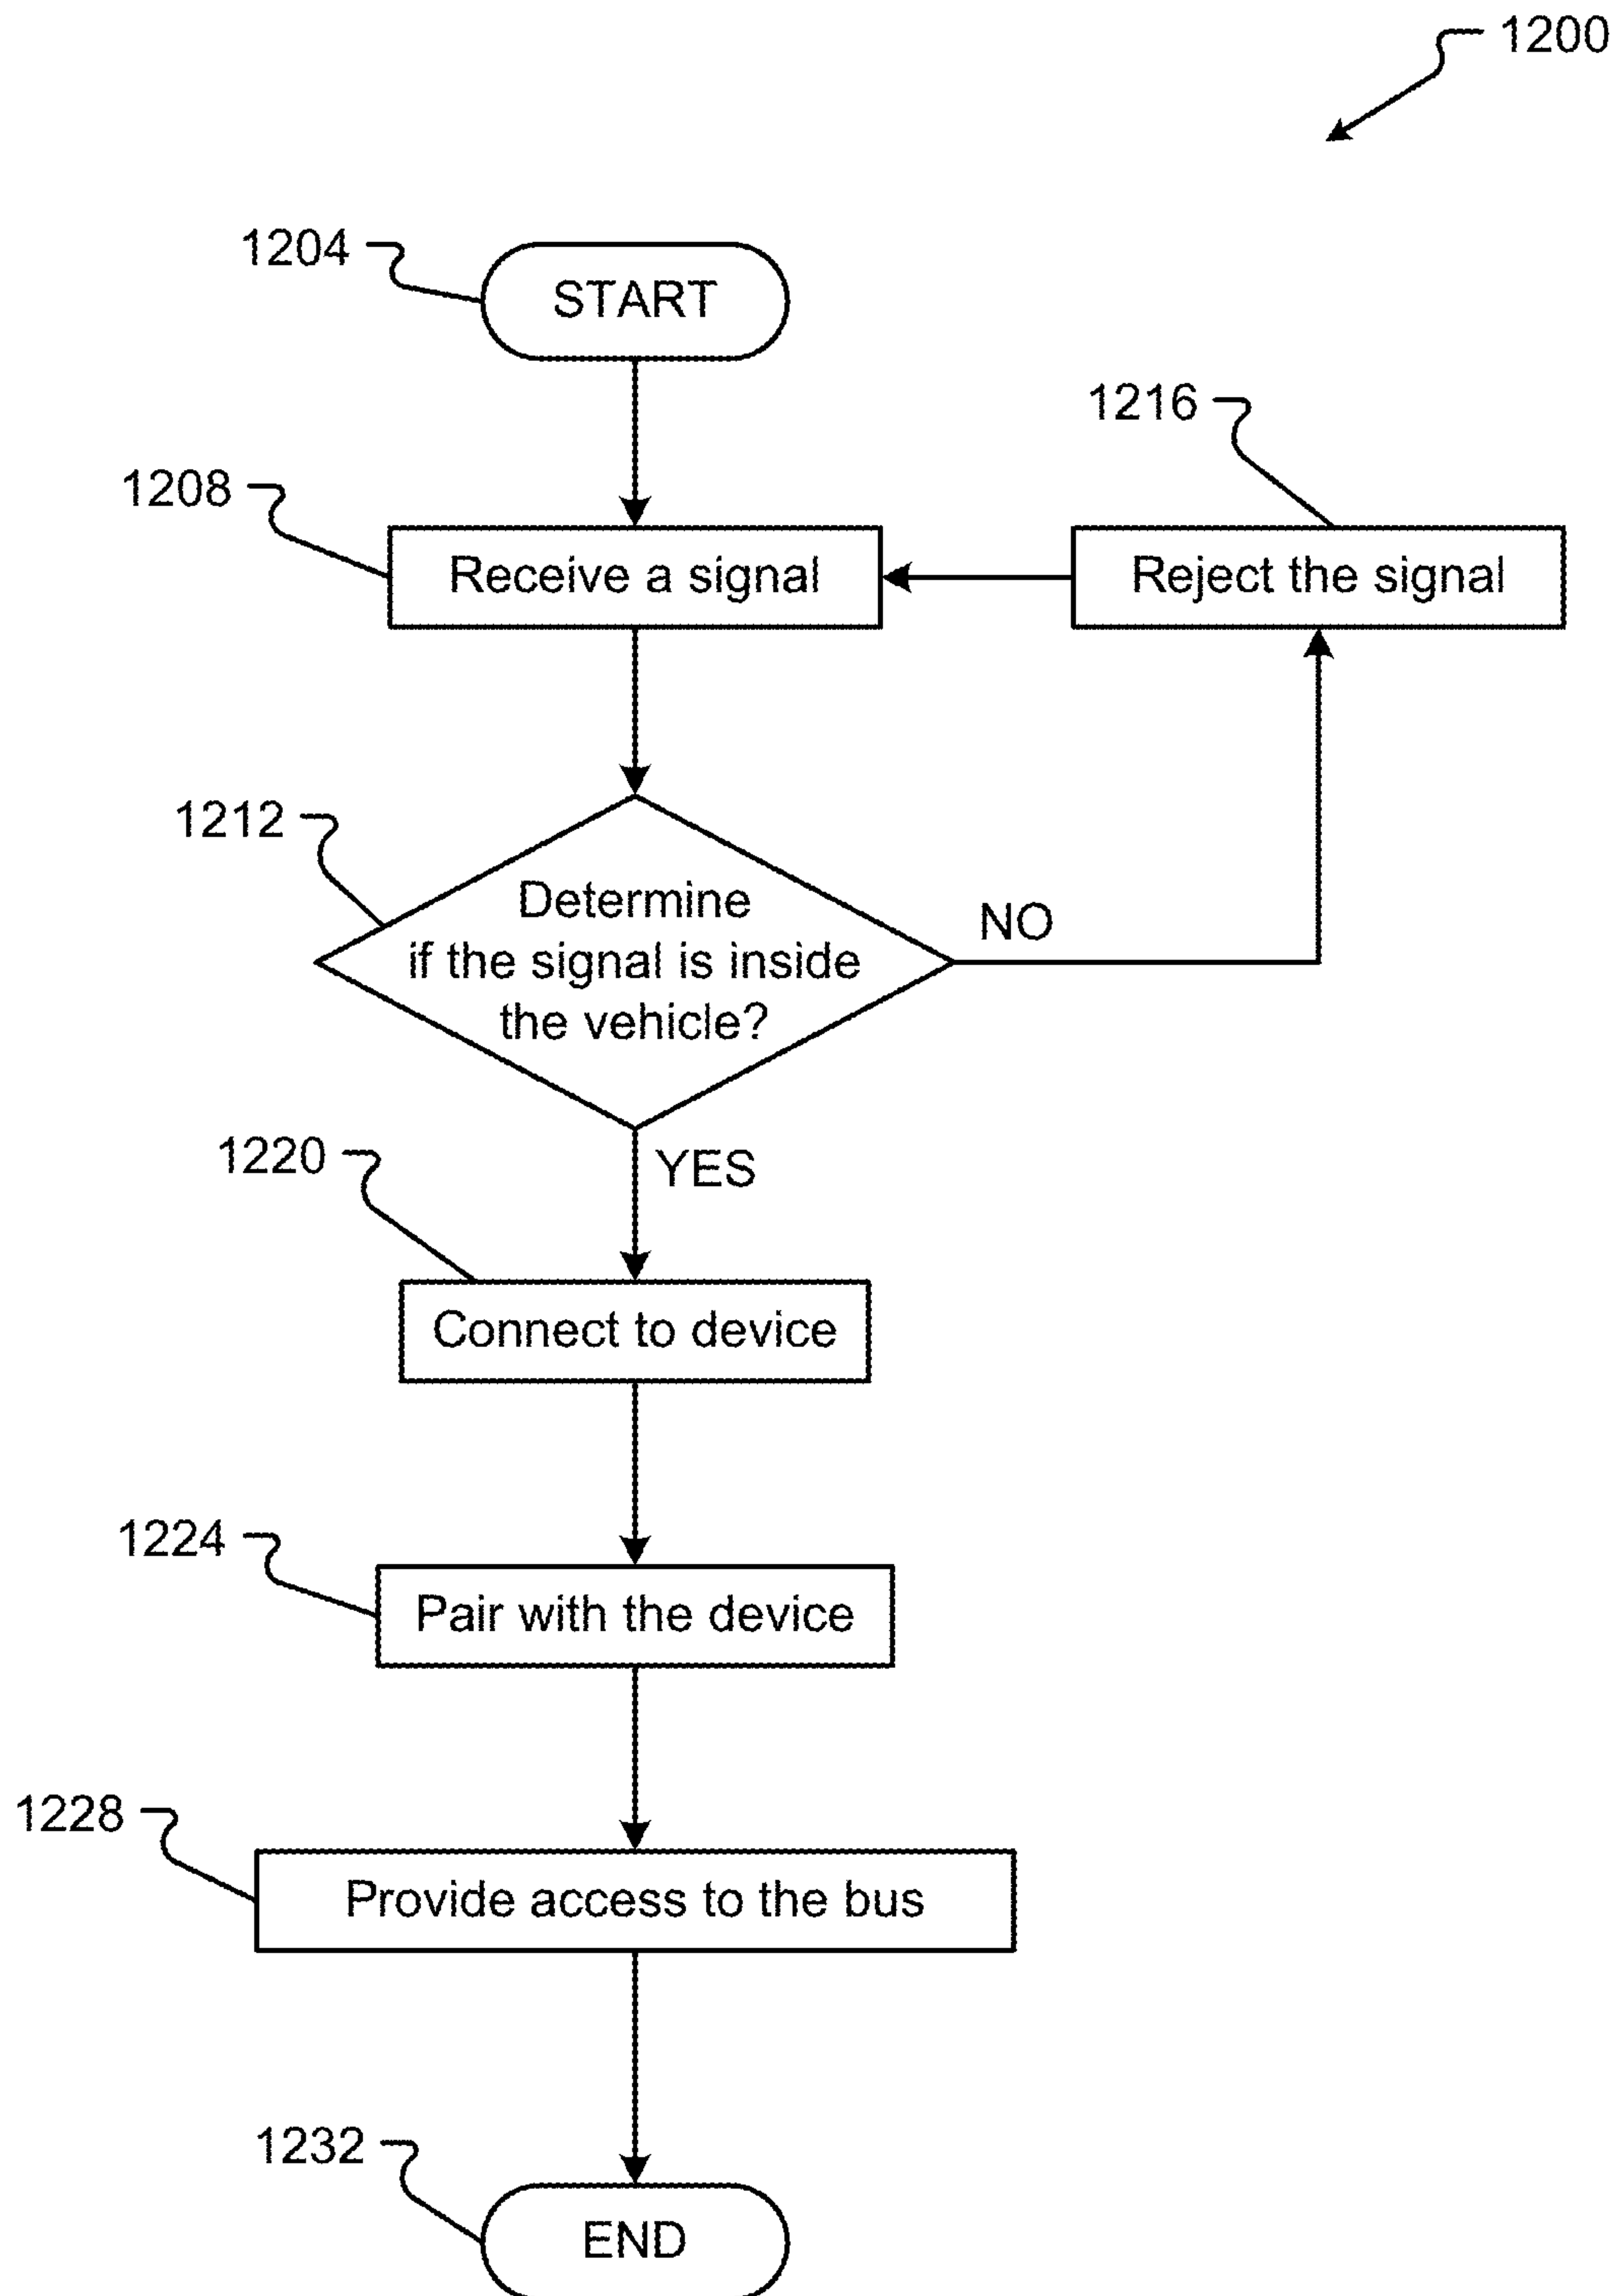 1200
1204
START
1216
1208
Receive a signal
Reject the signal
1212
Determine
if the signal is inside
the vehicle?
NO
1220
YES
Connect to device
1224
Pair with the device
1228
Provide access to the bus
1232
END